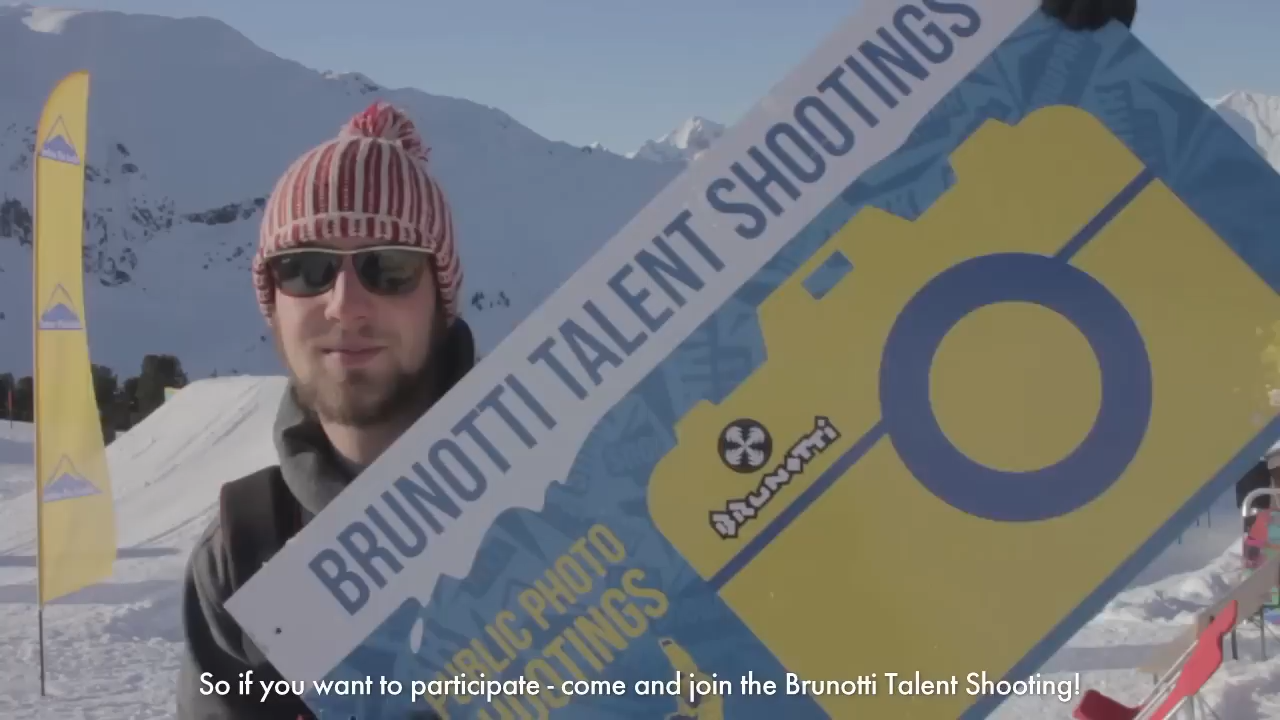 BRUNOTTI TALENT SHOOTINGS
BRUNOTTI
PUBLIC PHOTO
So if you want to participate - come and join the Brunotti Talent Shooting!